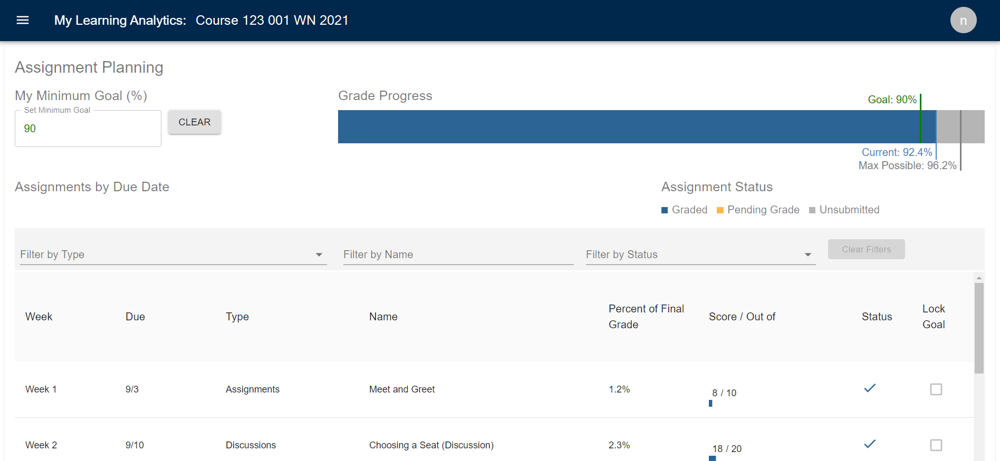 My Learning Analytics: Course 123 001 WN 2021
n
Assignment Planning
My Minimum Goal (%)
Set Minimum Goal
90
CLEAR
Grade Progress
Goal: 90%
Current: 92.4%
Max Possible: 96.2%
Assignments by Due Date
Assignment Status
Graded
Pending Grade
Unsubmitted
Filter by Type
Filter by Name
Filter by Status
Clear Filters
Week
Due
Type
Name
Percent of Final
Grade
Score / Out of
Status
Lock
Goal
Week 1
9/3
Assignments
Meet and Greet
1.2%
8 / 10
Week 2
9/10
Discussions
Choosing a Seat (Discussion)
2.3%
18 / 20